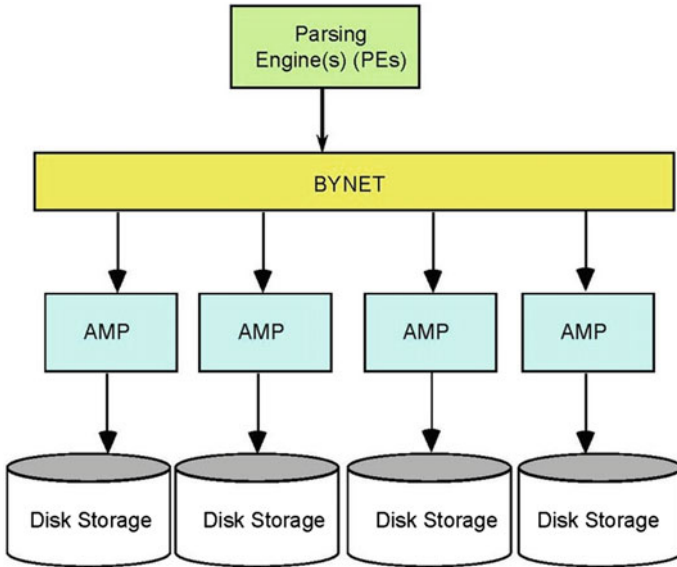 Parsing
Engine(s) (PEs)
BYNET
AMP
AMP
AMP
AMP
Disk Storage
Disk Storage
Disk Storage
Disk Storage